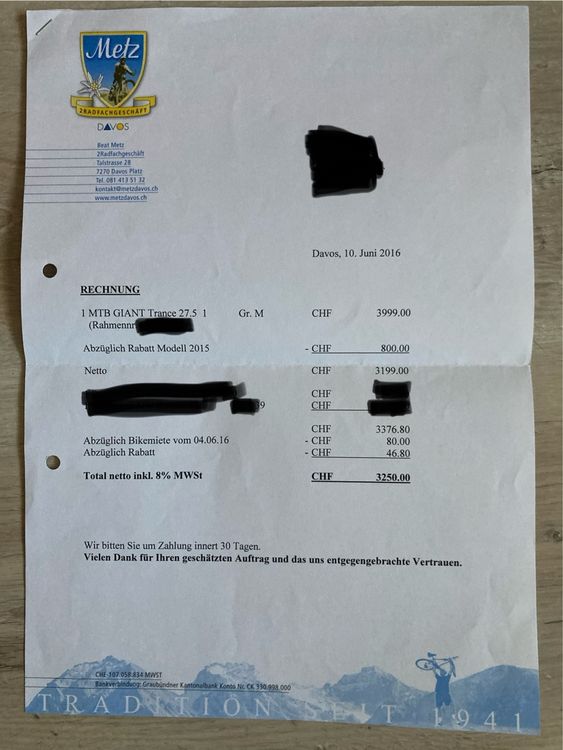 Metz
2RADFACHGESCHÄFT
DAVOS
Beat Metz
2Radfachgeschäft
Talstrasse 28
7270 Davos Platz
Tel. 081 413 51 32
kontakt@metzdavos.ch
www.metzdavos.ch
Davos, 10. Juni 2016
RECHNUNG
1 MTB GIANT Trance 27.5 1 Gr. M CHF 3999.00
(Rahmennr
Abzüglich Rabatt Modell 2015 - CHF 800.00
Netto CHF 3199.00
CHF
CHF
CHF 3376.80
Abzüglich Bikemiete vom 04.06.16 - CHF 80.00
Abzüglich Rabatt - CHF 46.80
Total netto inkl. 8% MWSt CHF 3250.00
Wir bitten Sie um Zahlung innert 30 Tagen.
Vielen Dank für Ihren geschätzten Auftrag und das uns entgegengebrachte Vertrauen.
CHE-107.058.834 MWST
Bankverbindung: Graubündner Kantonalbank Konto Nr. CK 330.998.000
TRADITION SEIT 1941